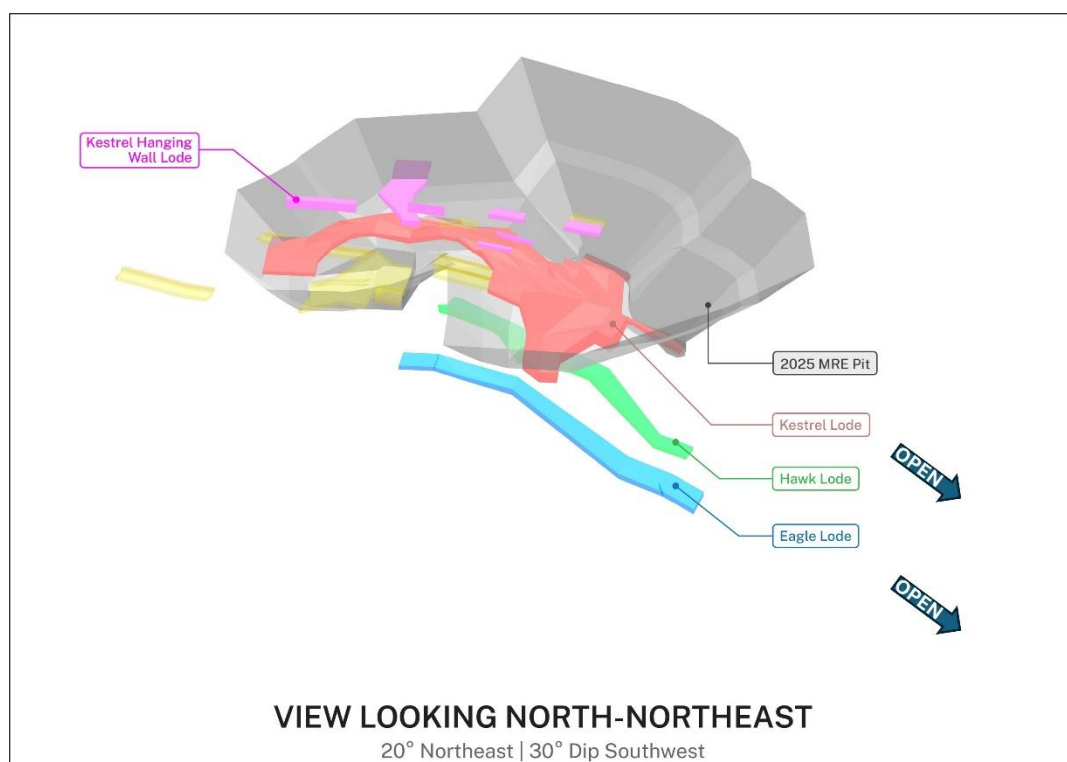 Kestrel Hanging
Wall Lode
2025 MRE Pit
Kestrel Lode
OPEN
Hawk Lode
Eagle Lode
OPEN
VIEW LOOKING NORTH-NORTHEAST
20° Northeast | 30° Dip Southwest